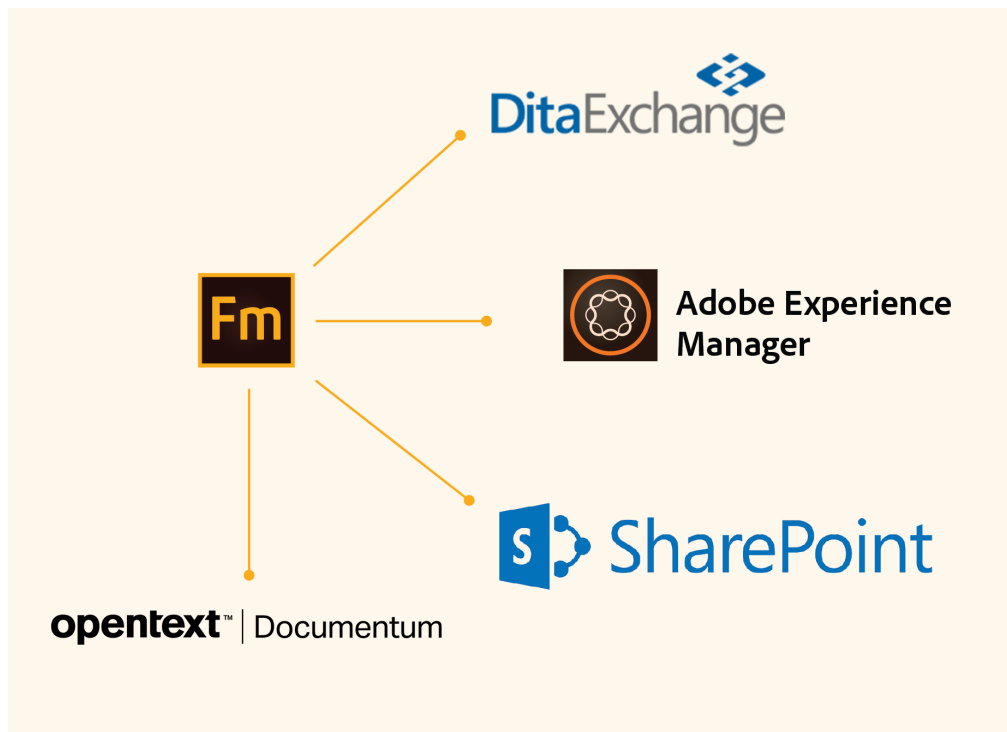 DitaExchange
Fm
Adobe Experience
Manager
S
SharePoint
opentext™ | Documentum